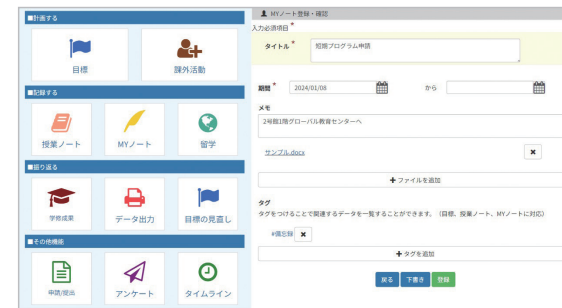 ■計画する
目標
課外活動
■記録する
授業ノート
MYノート
留学
■振り返る
学修成果
データ出力
目標の見直し
■その他機能
申請/提出
アンケート
タイムライン
MYノート登録・確認
入力必須項目*
タイトル* 短期プログラム申請
期間* 2024/01/08 から
メモ
2号館1階グローバル教育センターへ
サンプル.docx ✖
✚ファイルを追加
タグ
タグをつけることで関連するデータを一覧することができます。（目標、授業ノート、MYノートに対応）
#備忘録 ✖
✚タグを追加
戻る 下書き 登録